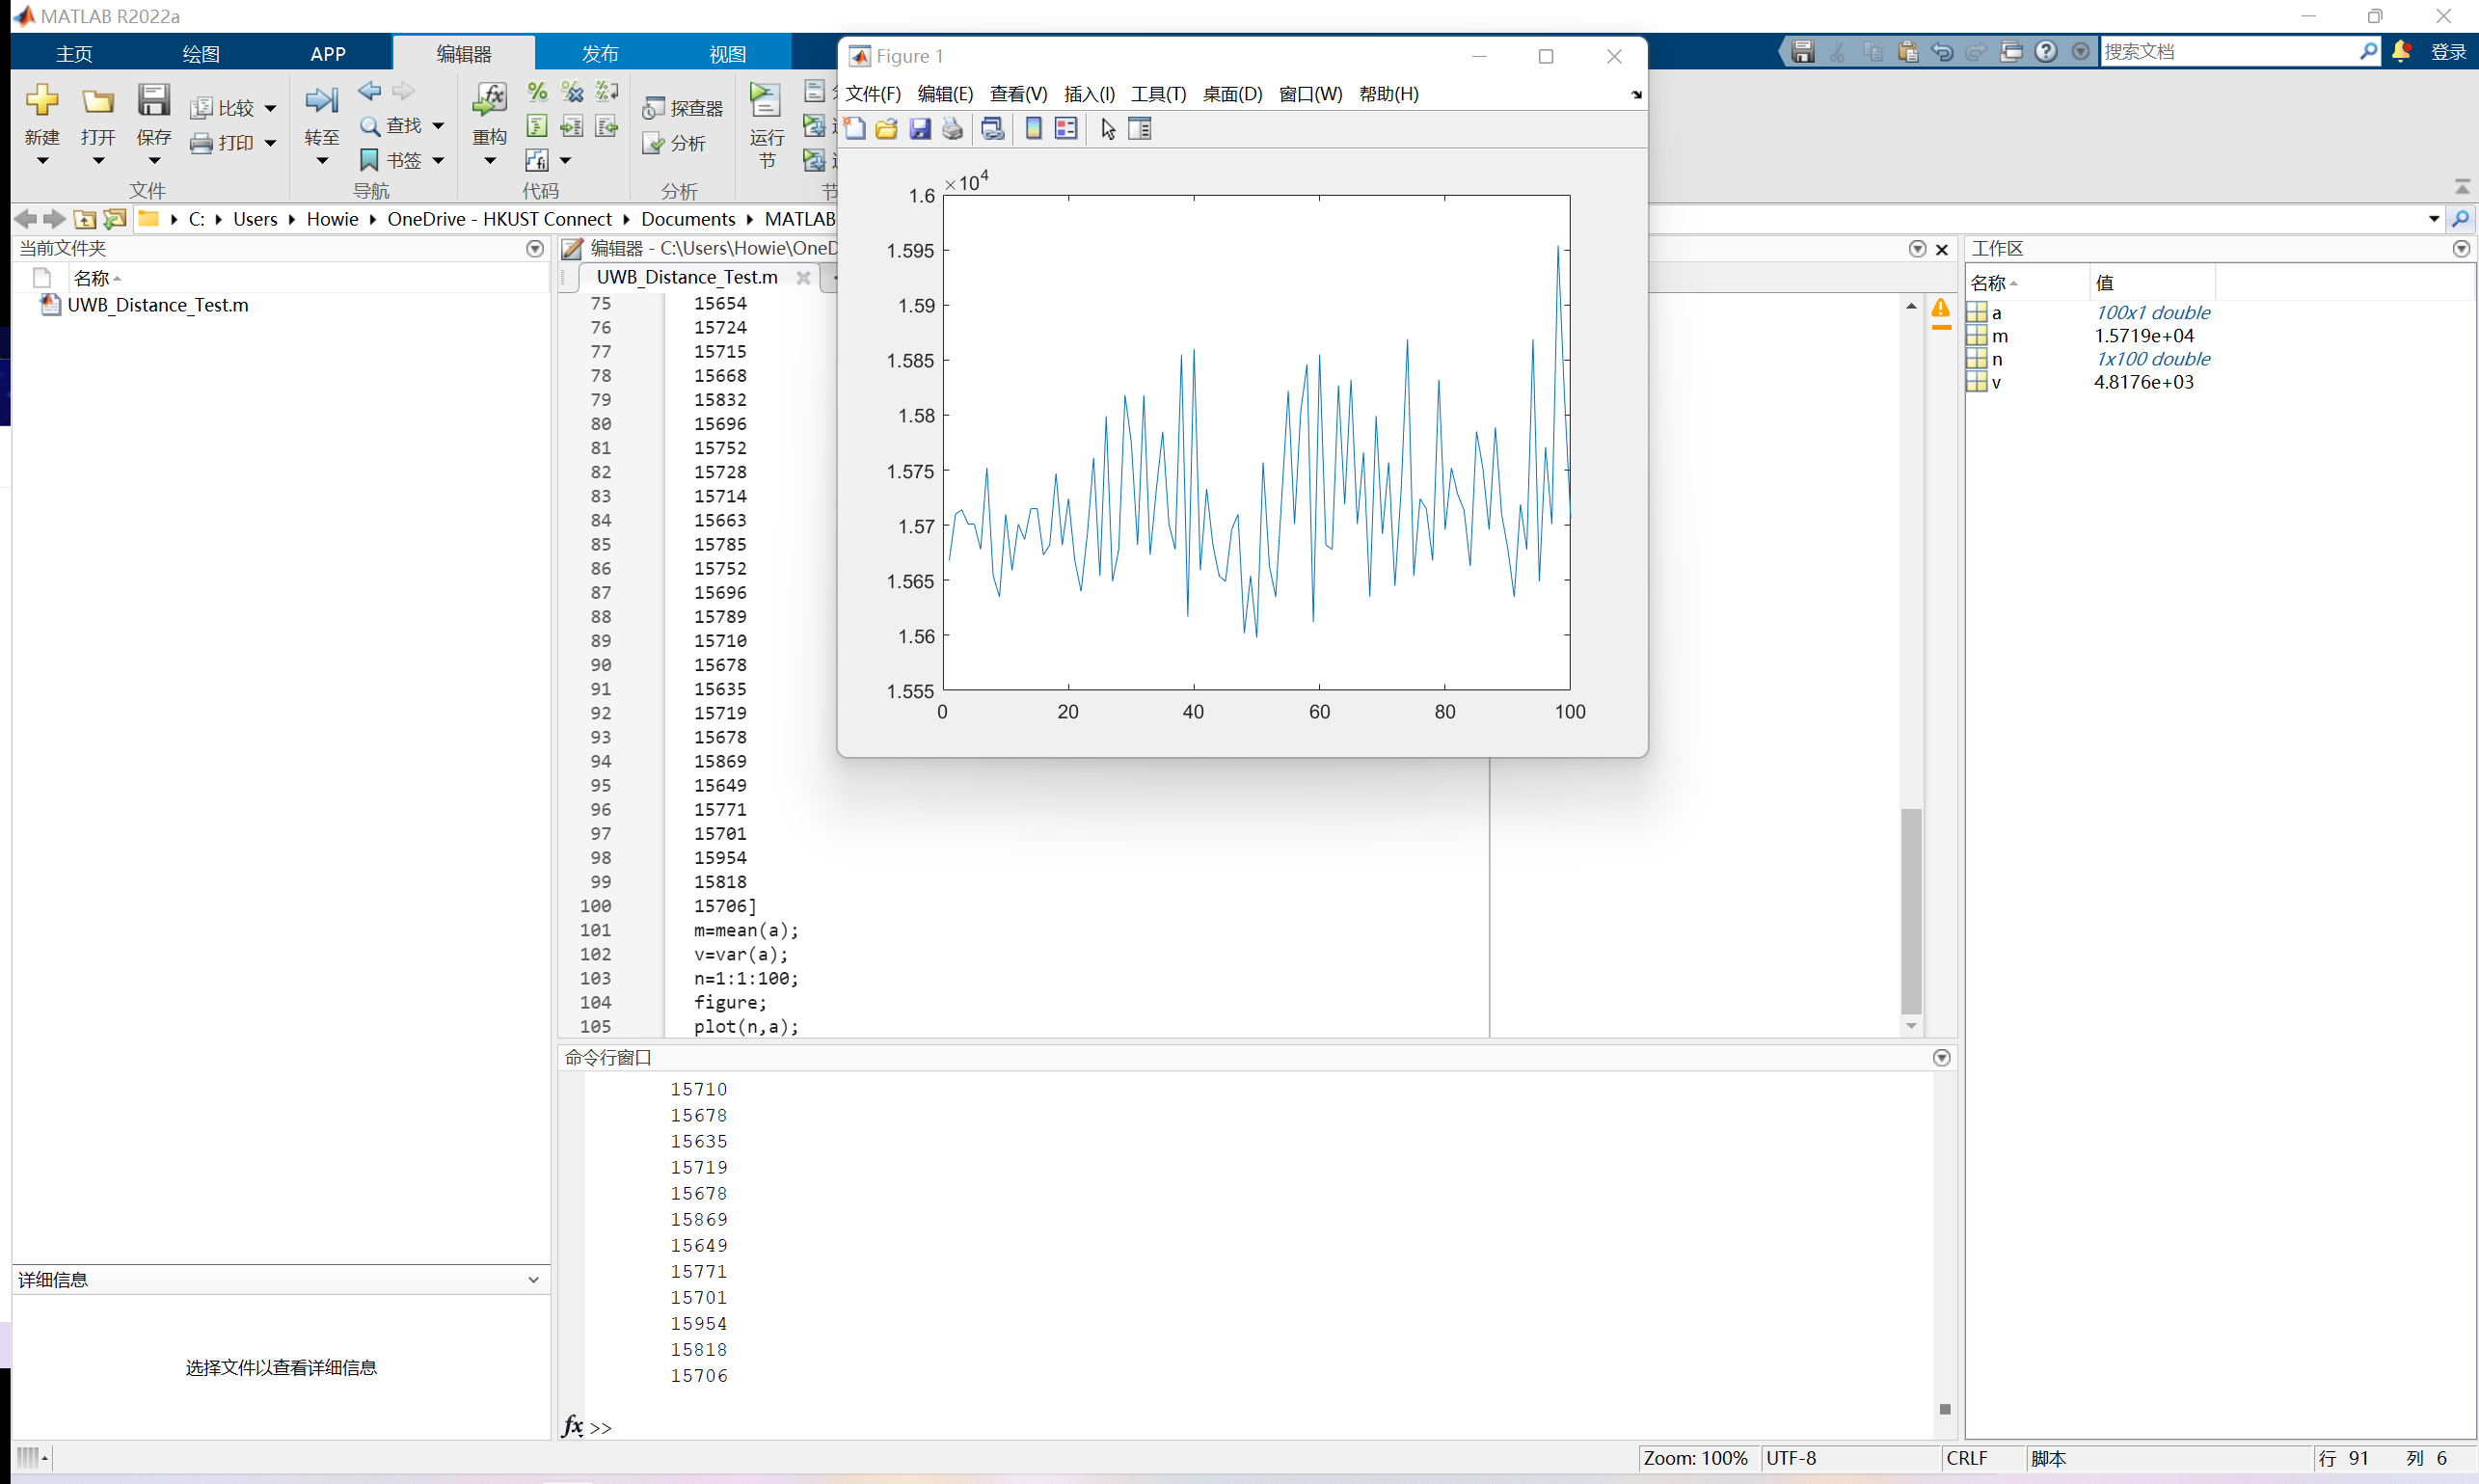 MATLAB R2022a
主页 绘图 APP 编辑器 发布 视图
搜索文档 登录
新建 打开 保存 比较 打印 转至 查找 书签 重构 探查器 分析 运行节
文件 导航 代码 分析 节
C: Users Howie OneDrive - HKUST Connect Documents MATLAB
当前文件夹
名称
UWB_Distance_Test.m
详细信息
选择文件以查看详细信息
编辑器 - C:\Users\Howie\OneD
UWB_Distance_Test.m
75 15654
76 15724
77 15715
78 15668
79 15832
80 15696
81 15752
82 15728
83 15714
84 15663
85 15785
86 15752
87 15696
88 15789
89 15710
90 15678
91 15635
92 15719
93 15678
94 15869
95 15649
96 15771
97 15701
98 15954
99 15818
100 15706]
101 m=mean(a);
102 v=var(a);
103 n=1:1:100;
104 figure;
105 plot(n,a);
Figure 1
文件(F) 编辑(E) 查看(V) 插入(I) 工具(T) 桌面(D) 窗口(W) 帮助(H)
×10⁴
1.6
1.595
1.59
1.585
1.58
1.575
1.57
1.565
1.56
1.555
0 20 40 60 80 100
命令行窗口
15710
15678
15635
15719
15678
15869
15649
15771
15701
15954
15818
15706
fx >>
工作区
名称 值
a 100x1 double
m 1.5719e+04
n 1x100 double
v 4.8176e+03
Zoom: 100% UTF-8 CRLF 脚本 行 91 列 6